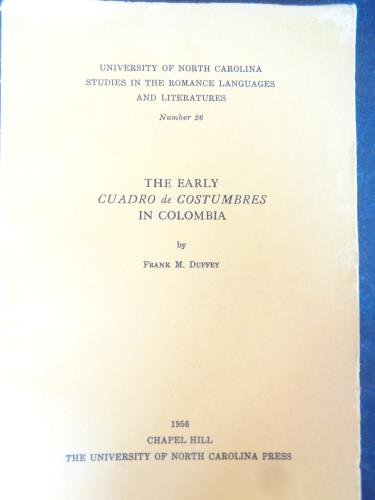 UNIVERSITY OF NORTH CAROLINA
STUDIES IN THE ROMANCE LANGUAGES
AND LITERATURES
Number 26
THE EARLY
CUADRO de COSTUMBRES
IN COLOMBIA
by
FRANK M. DUFFEY
1956
CHAPEL HILL
THE UNIVERSITY OF NORTH CAROLINA PRESS